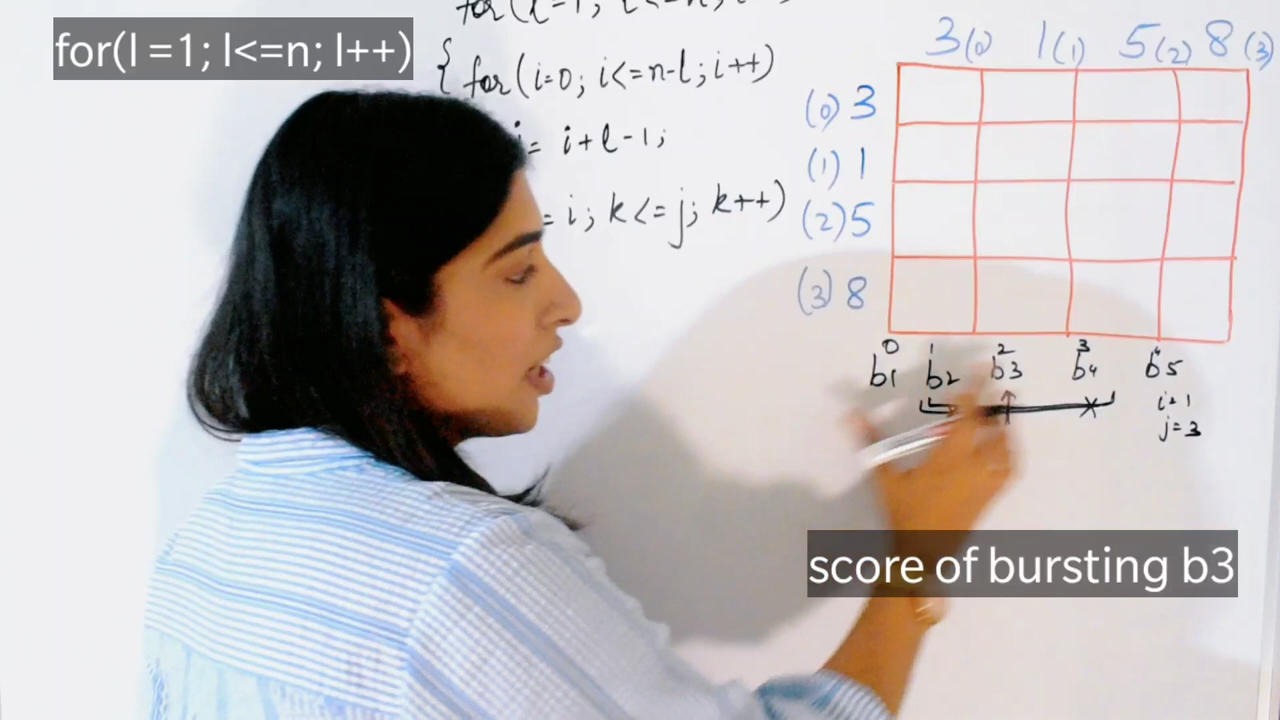 for(l =1; l<=n; l++)
{ for (i=0; i<=n-l; i++)
= i+l-1;
= i; k<=j; k++)
3(0) 1(1) 5(2) 8(3)
(0) 3
(1) 1
(2) 5
(3) 8
0 1 2 3 4
b1 b2 b3 b4 b5
i=1
j=3
score of bursting b3